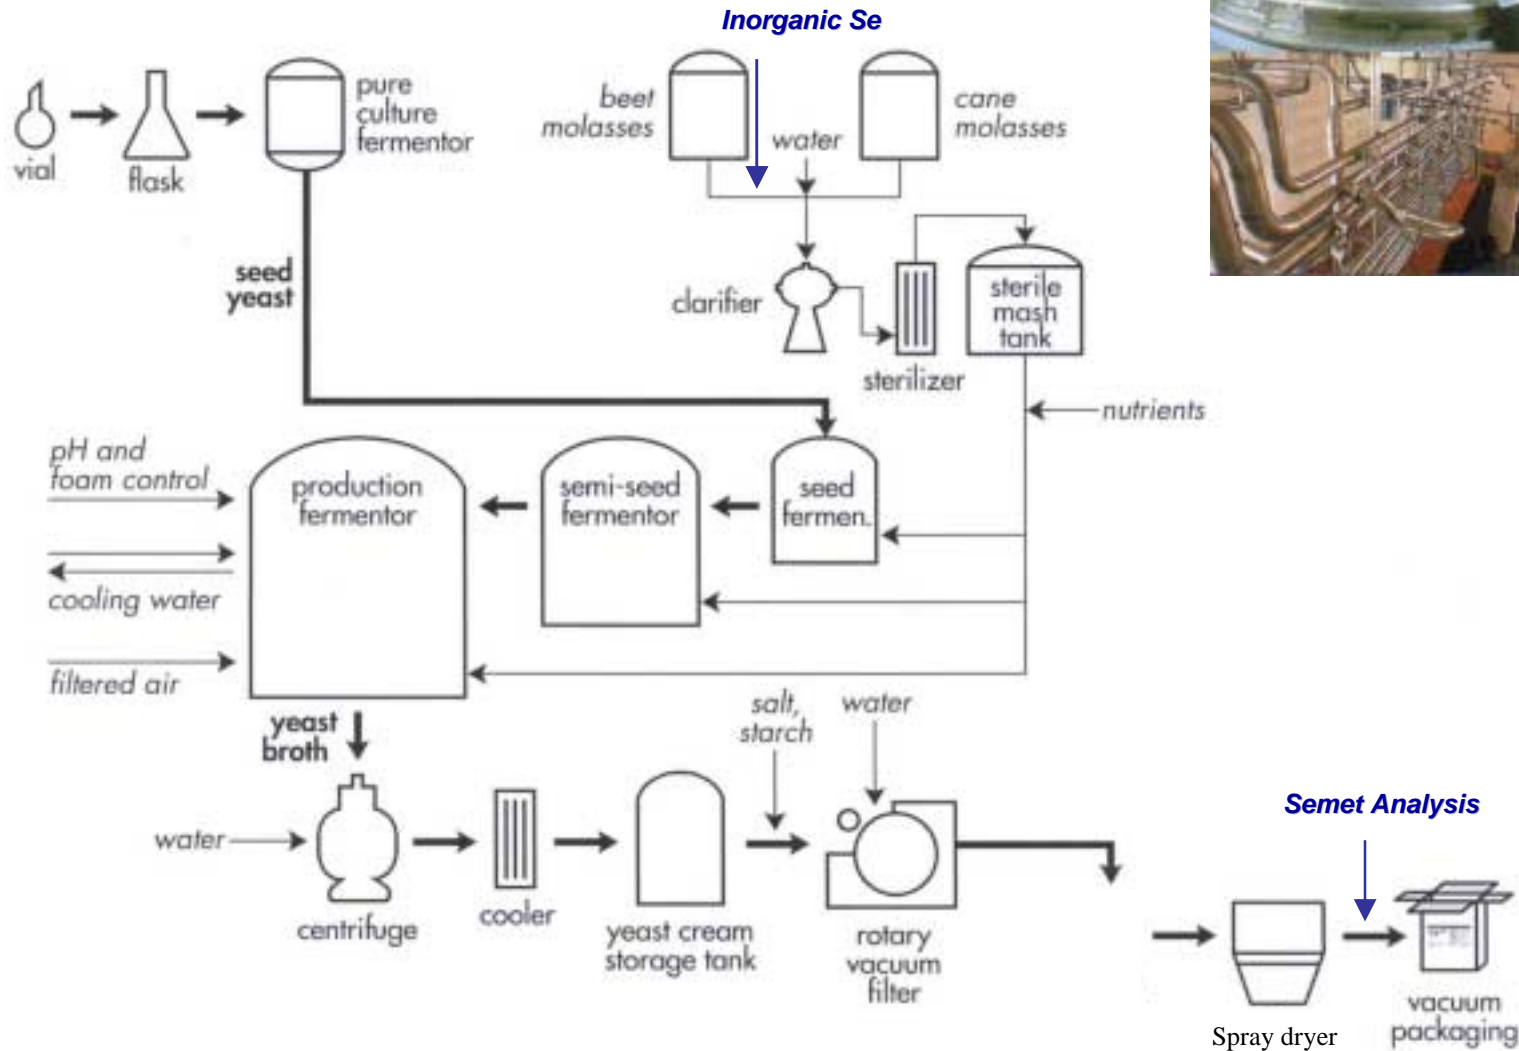 Inorganic Se
vial
flask
pure
culture
fermentor
beet
molasses
water
cane
molasses
seed
yeast
clarifier
sterilizer
sterile
mash
tank
nutrients
pH and
foam control
cooling water
filtered air
production
fermentor
semi-seed
fermentor
seed
fermen.
yeast
broth
salt,
starch
water
water
centrifuge
cooler
yeast cream
storage tank
rotary
vacuum
filter
Semet Analysis
Spray dryer
vacuum
packaging